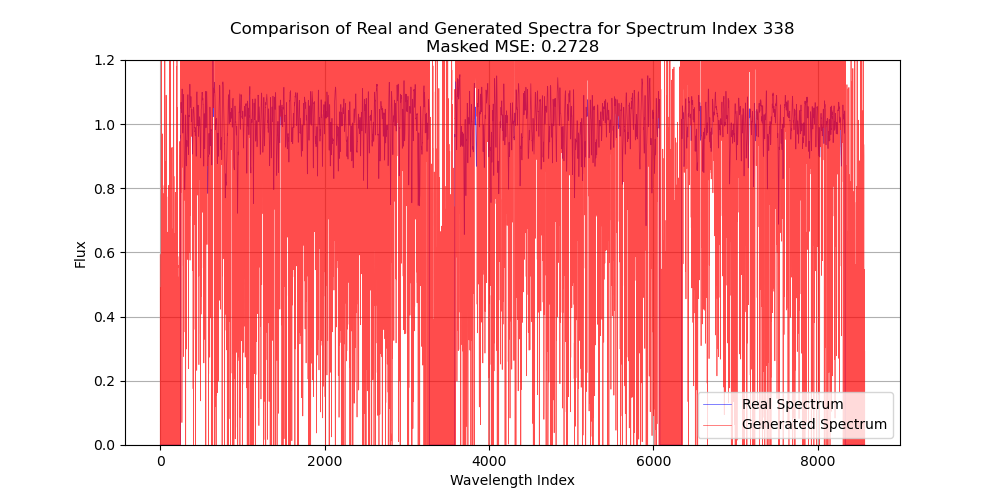 Comparison of Real and Generated Spectra for Spectrum Index 338
Masked MSE: 0.2728
1.2
1.0
0.8
0.6
0.4
0.2
0.0
Flux
0
2000
4000
6000
8000
Wavelength Index
Real Spectrum
Generated Spectrum